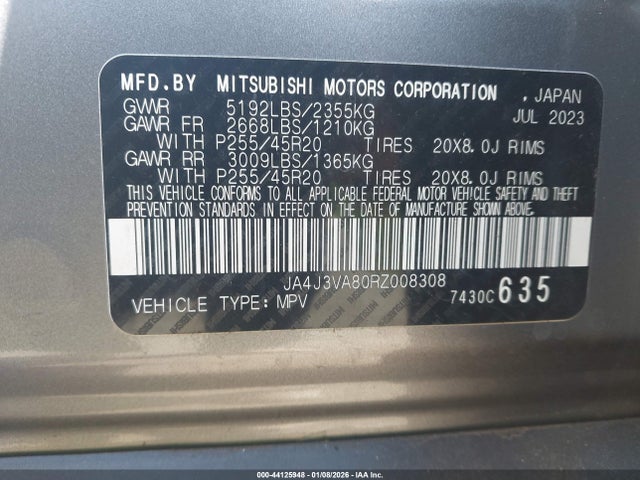 MFD.BY MITSUBISHI MOTORS CORPORATION , JAPAN
GVWR 5192LBS/2355KG JUL 2023
GAWR FR 2668LBS/1210KG
WITH P255/45R20 TIRES 20X8.0J RIMS
GAWR RR 3009LBS/1365KG
WITH P255/45R20 TIRES 20X8.0J RIMS
THIS VEHICLE CONFORMS TO ALL APPLICABLE FEDERAL MOTOR VEHICLE SAFETY AND THEFT
PREVENTION STANDARDS IN EFFECT ON THE DATE OF MANUFACTURE SHOWN ABOVE.
JA4J3VA80RZ008308
VEHICLE TYPE: MPV 7430C 635
000-44125948 | 01/08/2026 | IAA Inc.